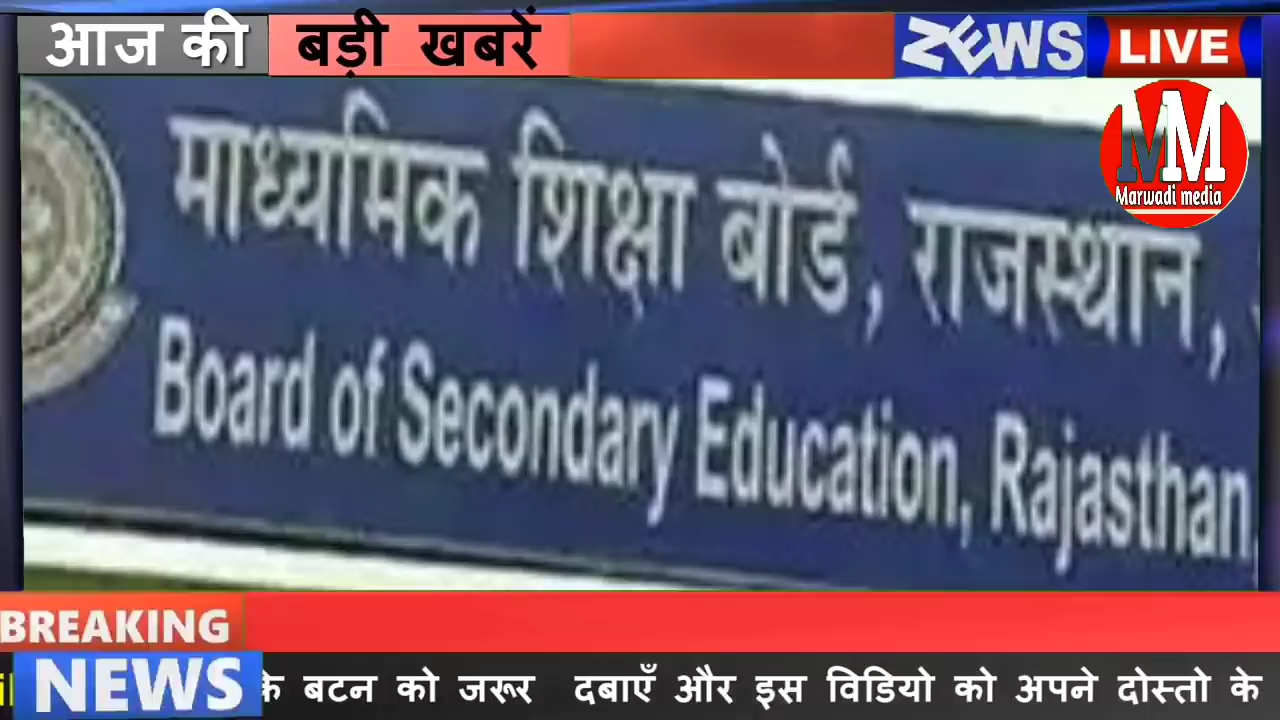 आज की बड़ी खबरें ZEWS LIVE
MM
Marwadi media
माध्यमिक शिक्षा बोर्ड, राजस्थान,
Board of Secondary Education, Rajasthan
BREAKING
NEWS के बटन को जरूर दबाएँ और इस विडियो को अपने दोस्तो के